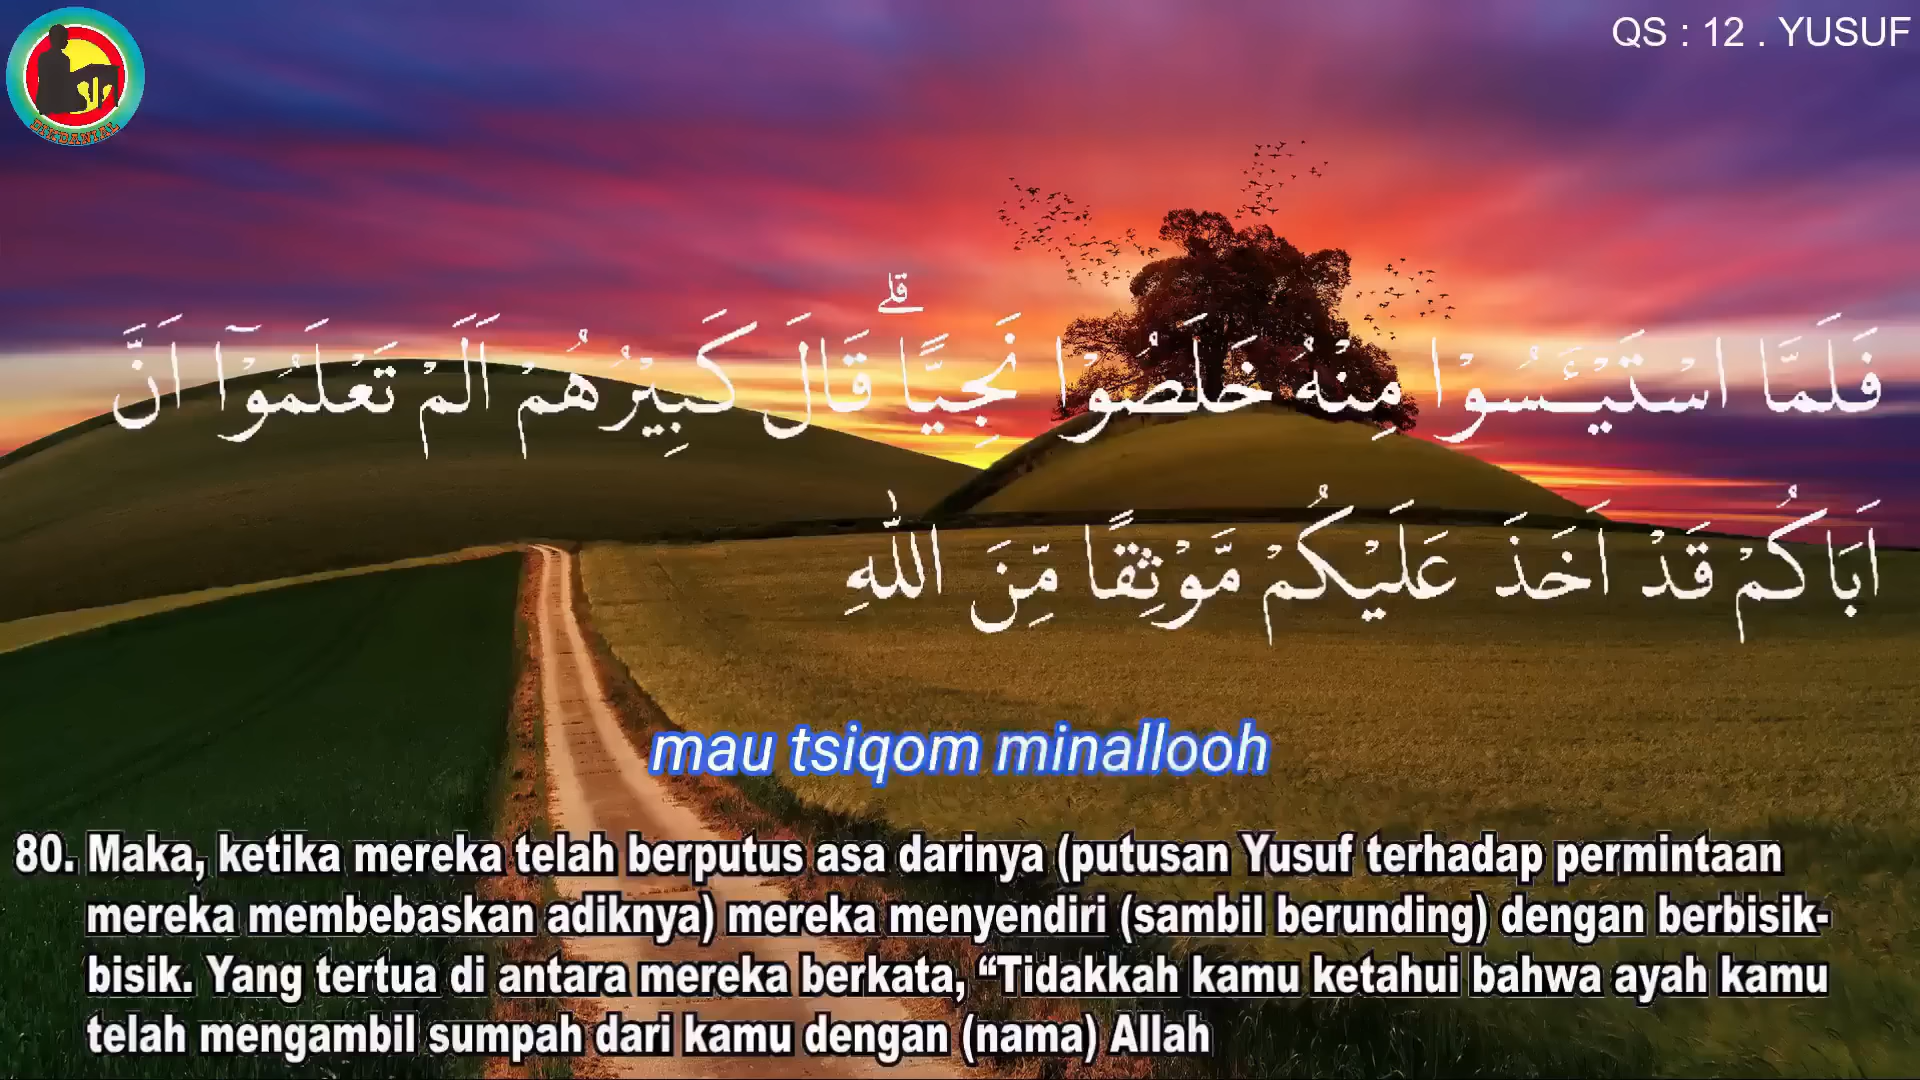 QS : 12 . YUSUF
DIKDANIAL
فَلَمَّا اسْتَيْـَٔسُوْا مِنْهُ خَلَصُوْا نَجِيًّاۗ قَالَ كَبِيْرُهُمْ اَلَمْ تَعْلَمُوْٓا اَنَّ
اَبَاكُمْ قَدْ اَخَذَ عَلَيْكُمْ مَّوْثِقًا مِّنَ اللّٰهِ
mau tsiqom minallooh
80. Maka, ketika mereka telah berputus asa darinya (putusan Yusuf terhadap permintaan
mereka membebaskan adiknya) mereka menyendiri (sambil berunding) dengan berbisik-
bisik. Yang tertua di antara mereka berkata, “Tidakkah kamu ketahui bahwa ayah kamu
telah mengambil sumpah dari kamu dengan (nama) Allah